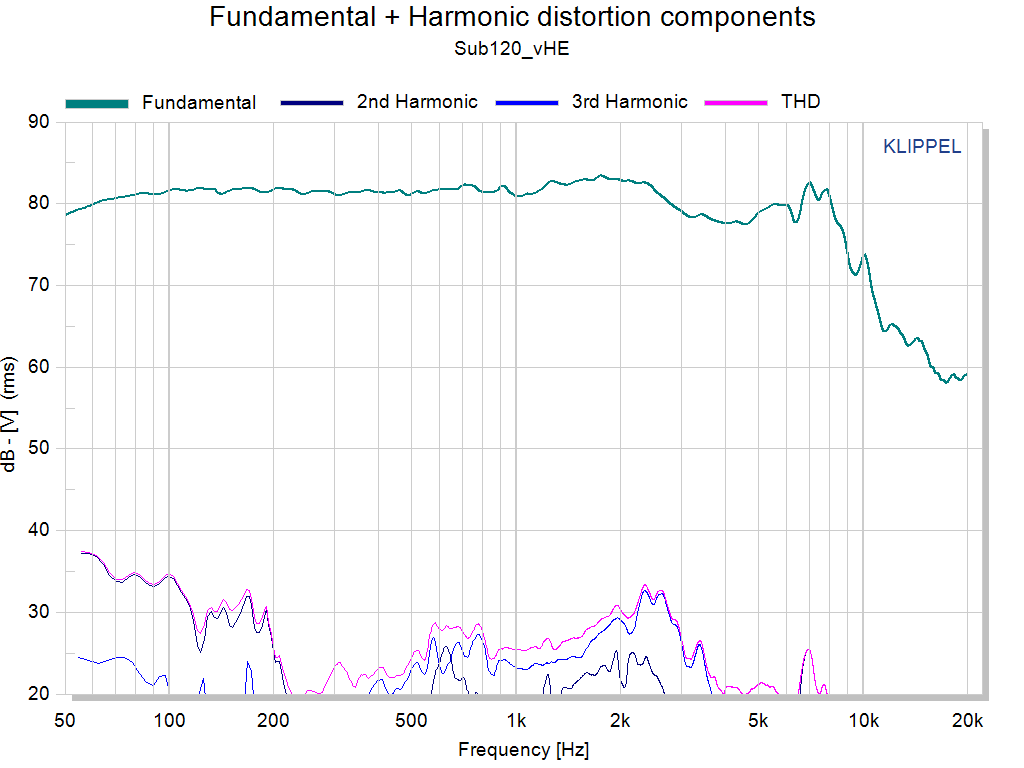 Fundamental + Harmonic distortion components
Sub120_vHE
Fundamental 2nd Harmonic 3rd Harmonic THD
KLIPPEL
90
80
70
60
50
40
30
20
dB - [V] (rms)
50 100 200 500 1k 2k 5k 10k 20k
Frequency [Hz]